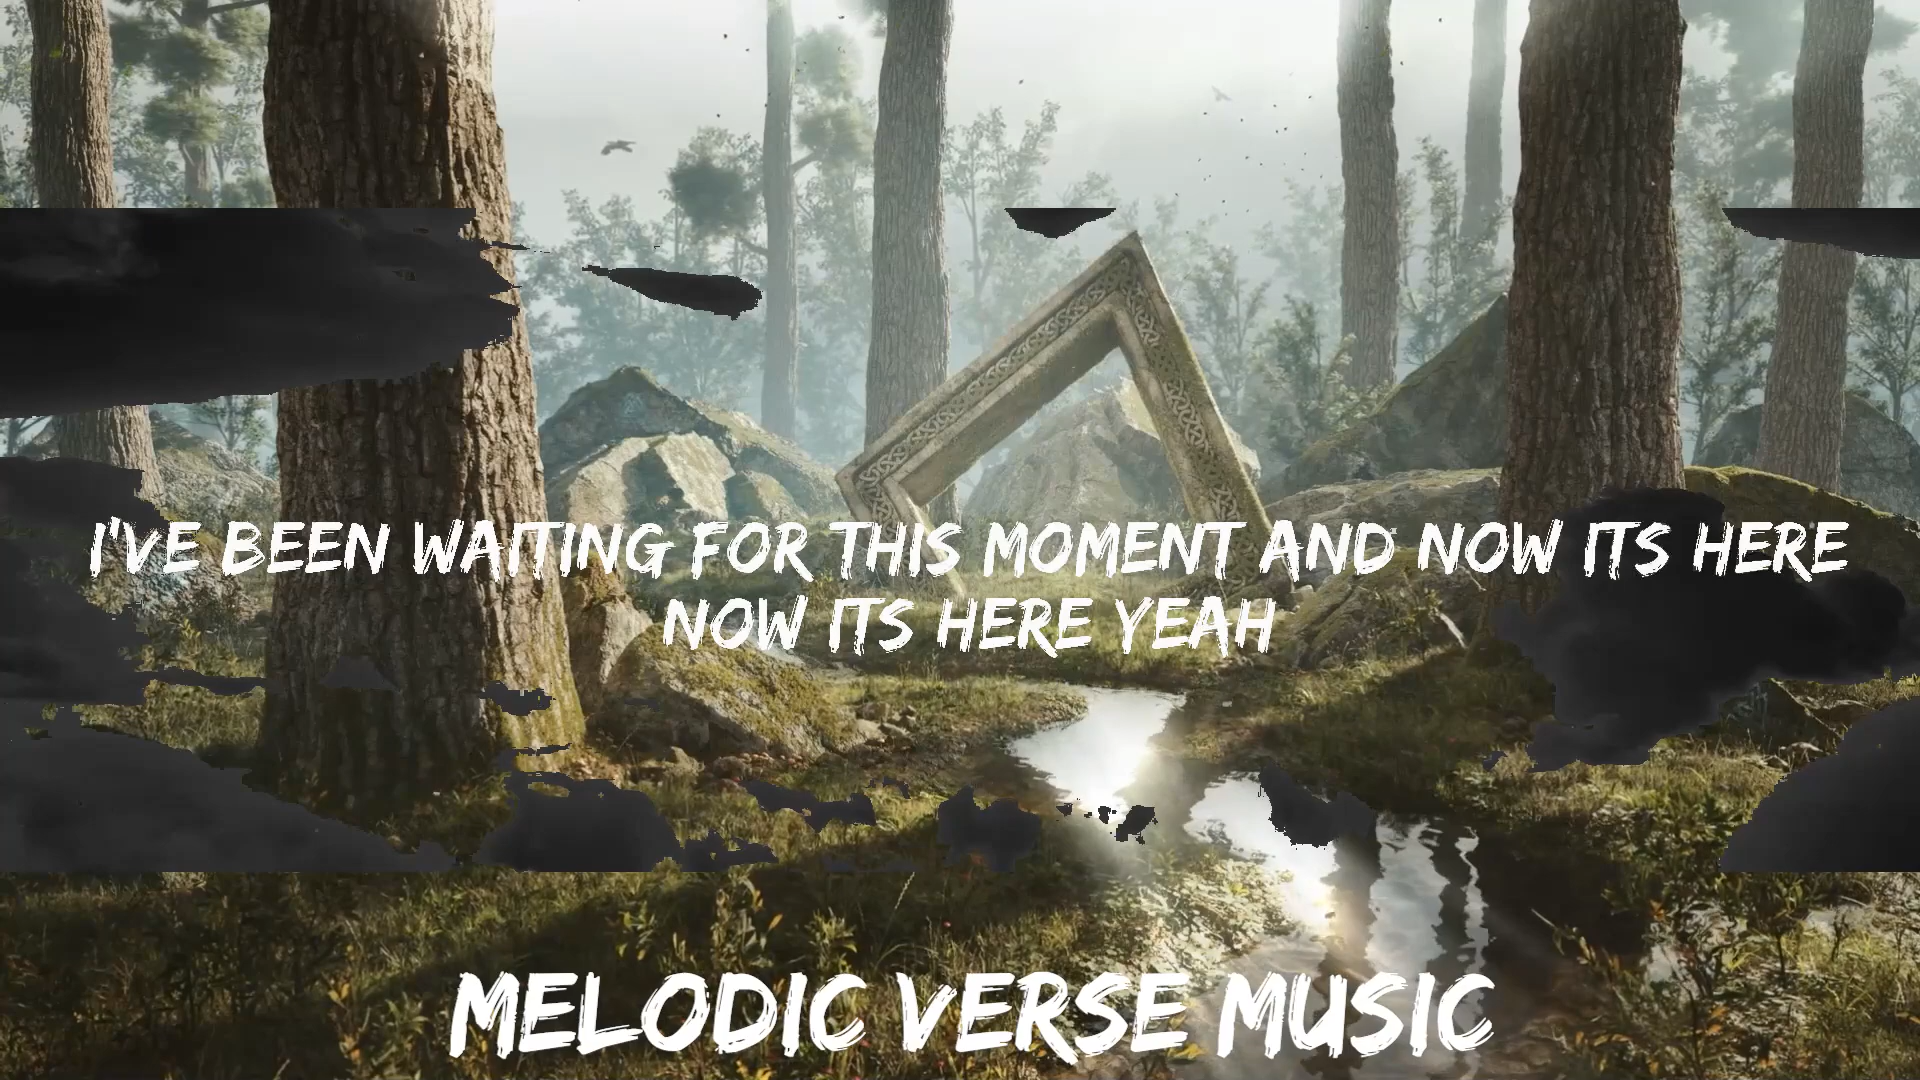 I'VE BEEN WAITING FOR THIS MOMENT AND NOW ITS HERE
NOW ITS HERE YEAH
MELODIC VERSE MUSIC